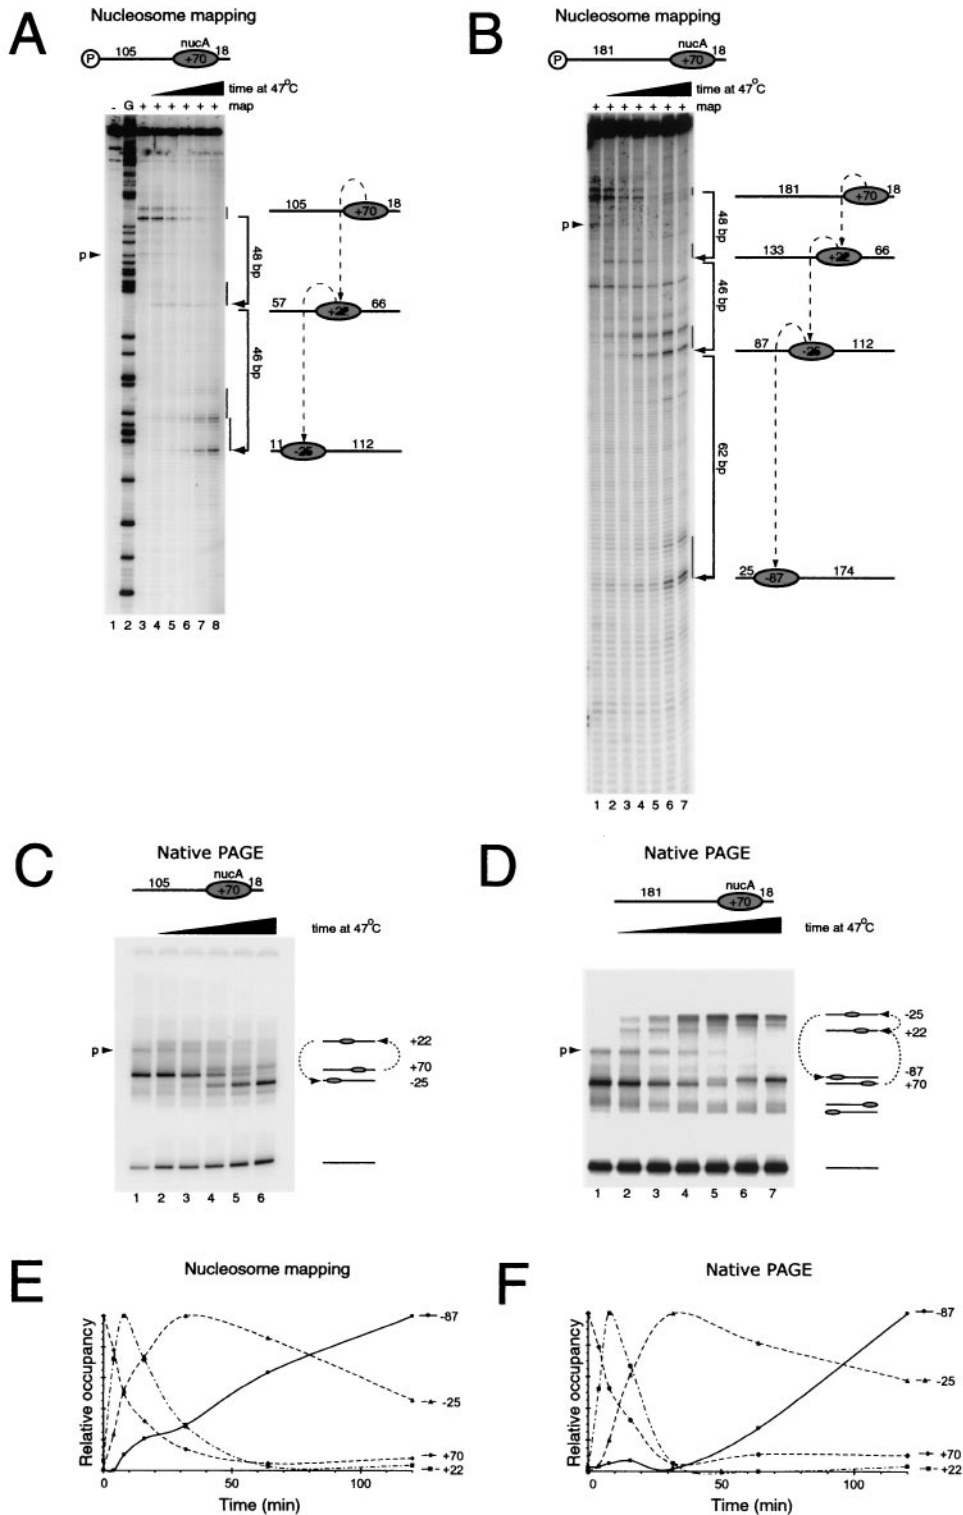 A
Nucleosome mapping
nucA
P 105 +70 18
time at 47°C
- G + + + + + + map
p
48 bp
46 bp
105 +70 18
57 +22 66
11 -25 112
1 2 3 4 5 6 7 8
B
Nucleosome mapping
nucA
P 181 +70 18
time at 47°C
+ + + + + + + map
p
48 bp
46 bp
62 bp
181 +70 18
133 +22 66
87 -25 112
25 -87 174
1 2 3 4 5 6 7
C
Native PAGE
nucA
105 +70 18
time at 47°C
p
+22
+70
-25
1 2 3 4 5 6
D
Native PAGE
nucA
181 +70 18
time at 47°C
p
-25
+22
-87
+70
1 2 3 4 5 6 7
E
Nucleosome mapping
Relative occupancy
-87
-25
+70
+22
0 50 100
Time (min)
F
Native PAGE
Relative occupancy
-87
-25
+70
+22
0 50 100
Time (min)